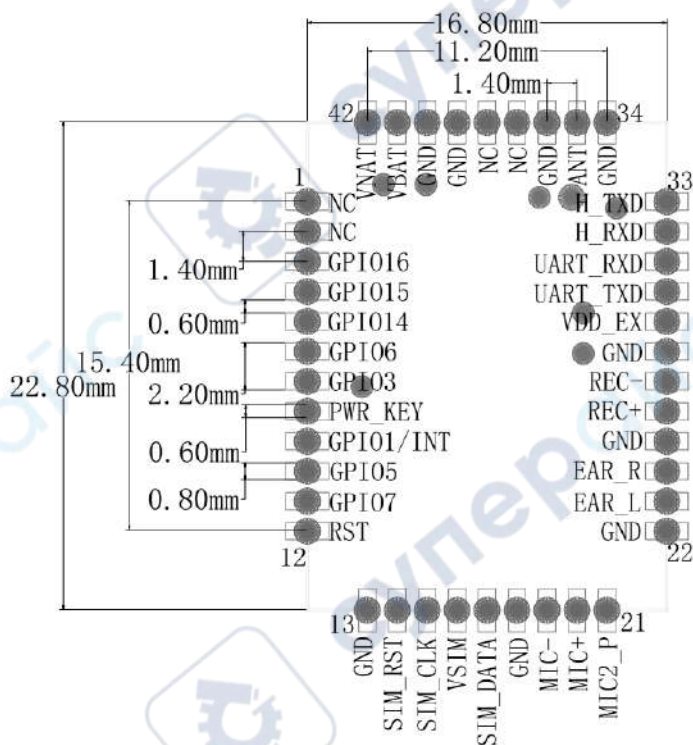 16.80mm
11.20mm
1.40mm
42
34
VNAT
VBAT
GND
GND
NC
NC
GND
ANT
GND
1
33
NC
H_TXD
NC
H_RXD
1.40mm
GPIO16
UART_RXD
GPIO15
UART_TXD
0.60mm
GPIO14
VDD_EX
15.40mm
GPIO6
GND
22.80mm
2.20mm
GPIO3
REC-
PWR_KEY
REC+
0.60mm
GPIO1/INT
GND
GPIO5
EAR_R
0.80mm
GPIO7
EAR_L
RST
GND
12
22
13
21
GND
SIM_RST
SIM_CLK
VSIM
SIM_DATA
GND
MIC-
MIC+
MIC2_P